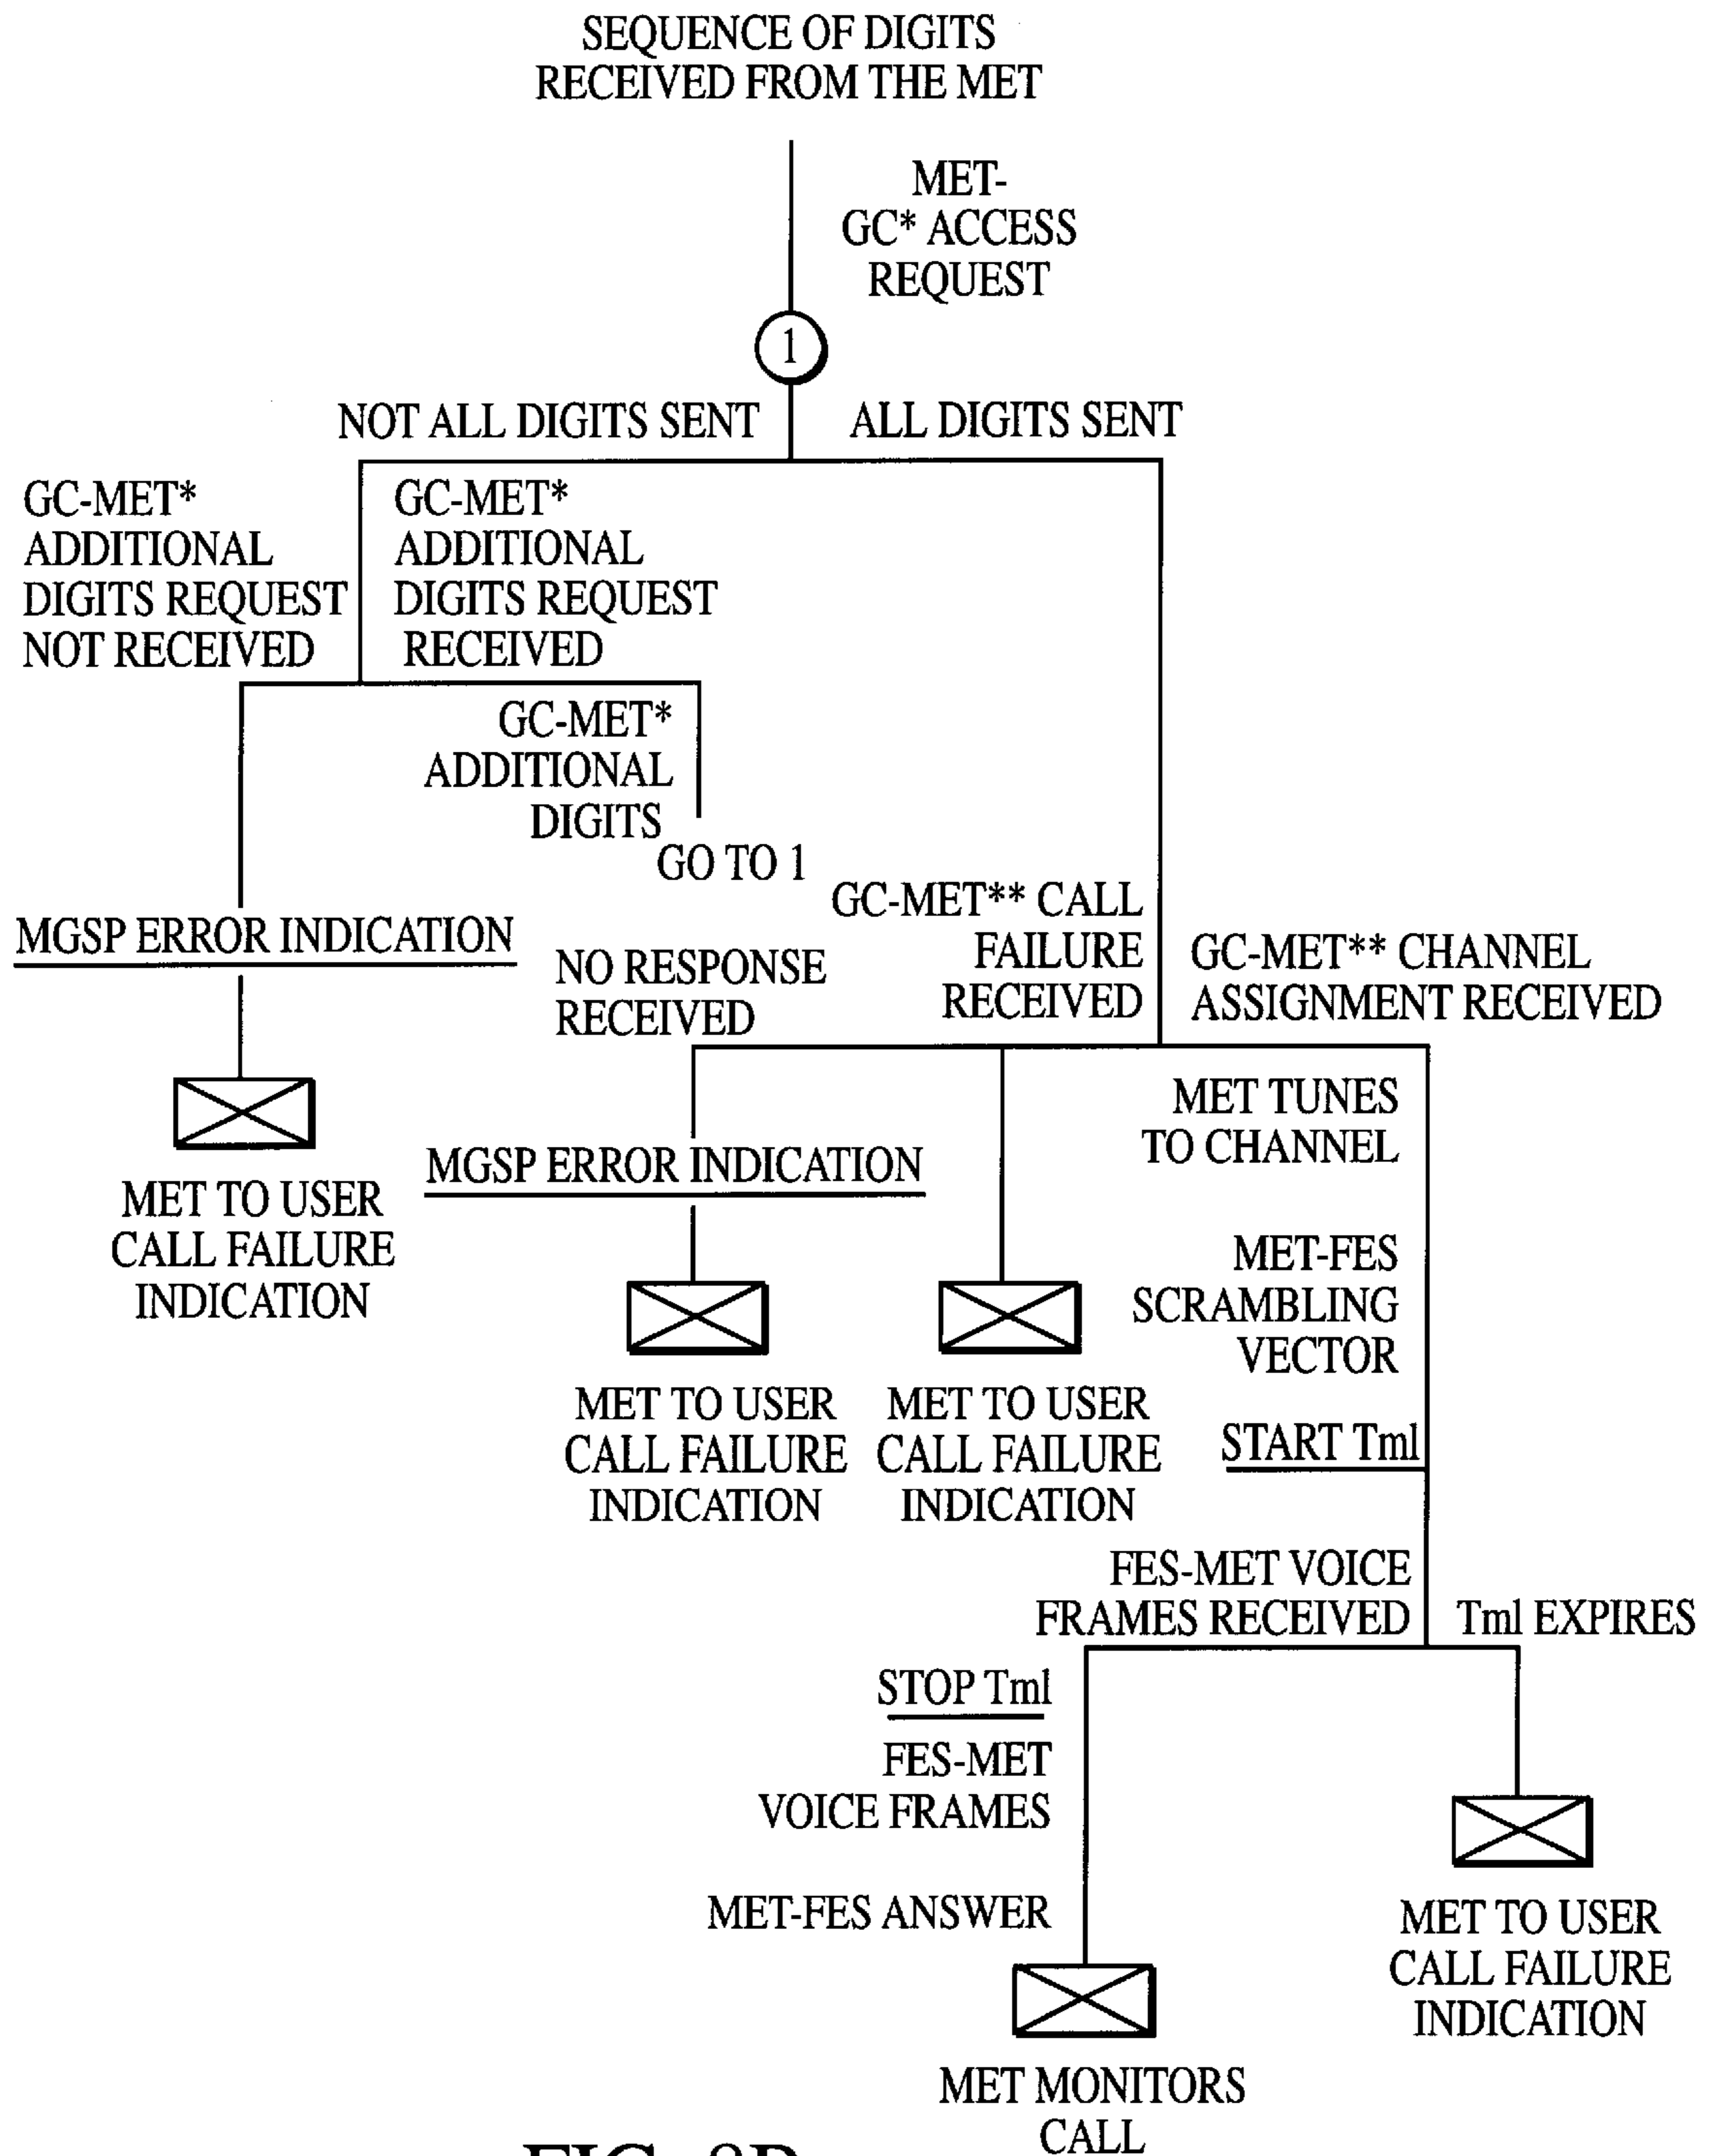 SEQUENCE OF DIGITS
RECEIVED FROM THE MET
MET-
GC* ACCESS
REQUEST
1
NOT ALL DIGITS SENT
ALL DIGITS SENT
GC-MET*
ADDITIONAL
DIGITS REQUEST
NOT RECEIVED
GC-MET*
ADDITIONAL
DIGITS REQUEST
RECEIVED
GC-MET*
ADDITIONAL
DIGITS
GO TO 1
MGSP ERROR INDICATION
MET TO USER
CALL FAILURE
INDICATION
NO RESPONSE
RECEIVED
GC-MET** CALL
FAILURE
RECEIVED
GC-MET** CHANNEL
ASSIGNMENT RECEIVED
MGSP ERROR INDICATION
MET TO USER
CALL FAILURE
INDICATION
MET TO USER
CALL FAILURE
INDICATION
MET TUNES
TO CHANNEL
MET-FES
SCRAMBLING
VECTOR
START Tml
FES-MET VOICE
FRAMES RECEIVED
Tml EXPIRES
STOP Tml
FES-MET
VOICE FRAMES
MET-FES ANSWER
MET MONITORS
CALL
MET TO USER
CALL FAILURE
INDICATION